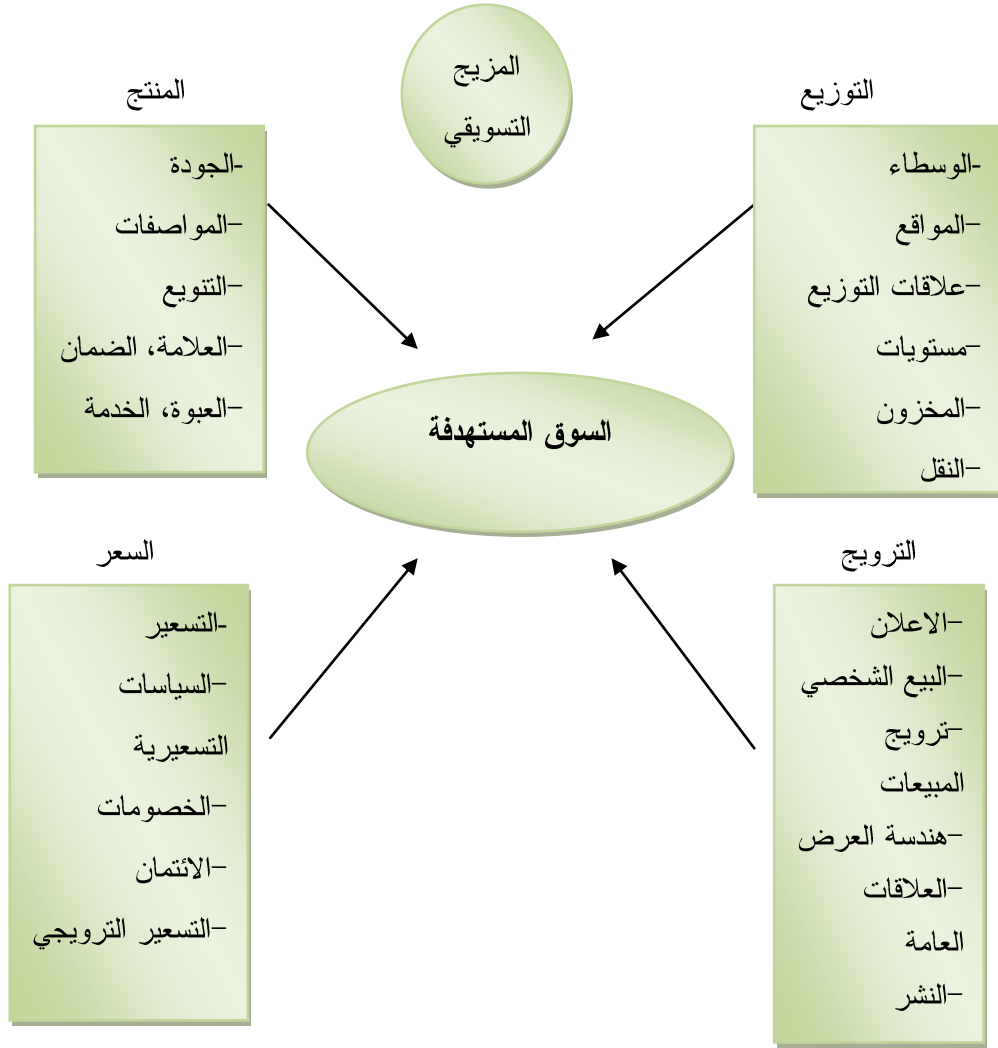 المزيج
التسويقي
التوزيع
-الوسطاء
-المواقع
-علاقات التوزيع
-مستويات
-المخزون
-النقل
المنتج
-الجودة
-المواصفات
-التنويع
-العلامة، الضمان
-العبوة، الخدمة
السوق المستهدفة
الترويج
-الاعلان
-البيع الشخصي
-ترويج
المبيعات
-هندسة العرض
-العلاقات
العامة
-النشر
السعر
-التسعير
-السياسات
التسعيرية
-الخصومات
-الائتمان
-التسعير الترويجي